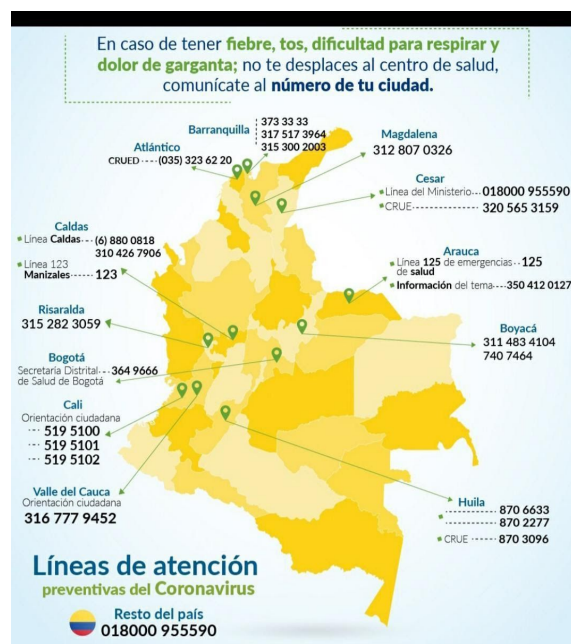 En caso de tener fiebre, tos, dificultad para respirar y
dolor de garganta; no te desplaces al centro de salud,
comunícate al número de tu ciudad.
Barranquilla
373 33 33
317 517 3964
315 300 2003
Atlántico
CRUED (035) 323 62 20
Magdalena
312 807 0326
Cesar
Línea del Ministerio 018000 955590
CRUE 320 565 3159
Caldas
Línea Caldas (6) 880 0818
310 426 7906
Línea 123
Manizales 123
Arauca
Línea 125 de emergencias 125
de salud
Información del tema 350 412 0127
Risaralda
315 282 3059
Boyacá
311 483 4104
740 7464
Bogotá
Secretaría Distrital 364 9666
de Salud de Bogotá
Cali
Orientación ciudadana
519 5100
519 5101
519 5102
Valle del Cauca
Orientación ciudadana
316 777 9452
Huila
870 6633
870 2277
CRUE 870 3096
Líneas de atención
preventivas del Coronavirus
Resto del país
018000 955590